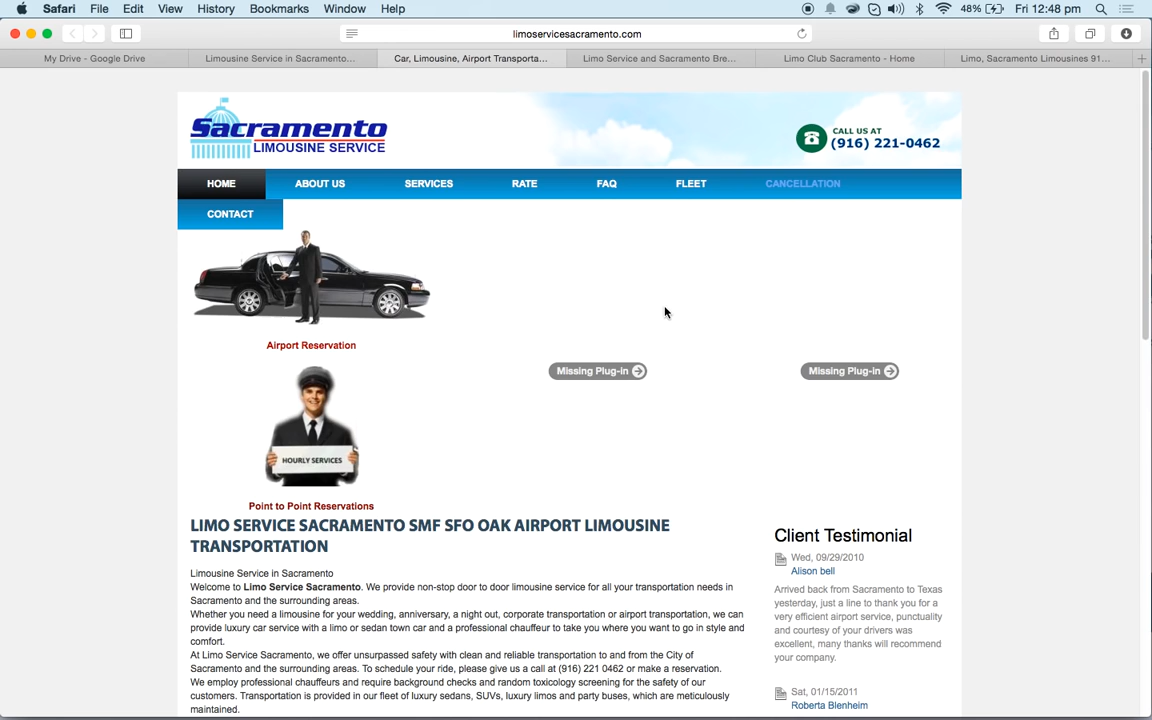 Safari File Edit View History Bookmarks Window Help 48% Fri 12:48 pm
limoservicesacramento.com
My Drive - Google Drive Limousine Service in Sacramento... Car, Limousine, Airport Transporta... Limo Service and Sacramento Bre... Limo Club Sacramento - Home Limo, Sacramento Limousines 91...
Sacramento
LIMOUSINE SERVICE
CALL US AT
(916) 221-0462
HOME ABOUT US SERVICES RATE FAQ FLEET CANCELLATION
CONTACT
Airport Reservation
Missing Plug-in Missing Plug-in
HOURLY SERVICES
Point to Point Reservations
LIMO SERVICE SACRAMENTO SMF SFO OAK AIRPORT LIMOUSINE
TRANSPORTATION
Limousine Service in Sacramento
Welcome to Limo Service Sacramento. We provide non-stop door to door limousine service for all your transportation needs in
Sacramento and the surrounding areas.
Whether you need a limousine for your wedding, anniversary, a night out, corporate transportation or airport transportation, we can
provide luxury car service with a limo or sedan town car and a professional chauffeur to take you where you want to go in style and
comfort.
At Limo Service Sacramento, we offer unsurpassed safety with clean and reliable transportation to and from the City of
Sacramento and the surrounding areas. To schedule your ride, please give us a call at (916) 221 0462 or make a reservation.
We employ professional chauffeurs and require background checks and random toxicology screening for the safety of our
customers. Transportation is provided in our fleet of luxury sedans, SUVs, luxury limos and party buses, which are meticulously
maintained.
Client Testimonial
Wed, 09/29/2010
Alison bell
Arrived back from Sacramento to Texas
yesterday, just a line to thank you for a
very efficient airport service, punctuality
and courtesy of your drivers was
excellent, many thanks will recommend
your company.
Sat, 01/15/2011
Roberta Blenheim